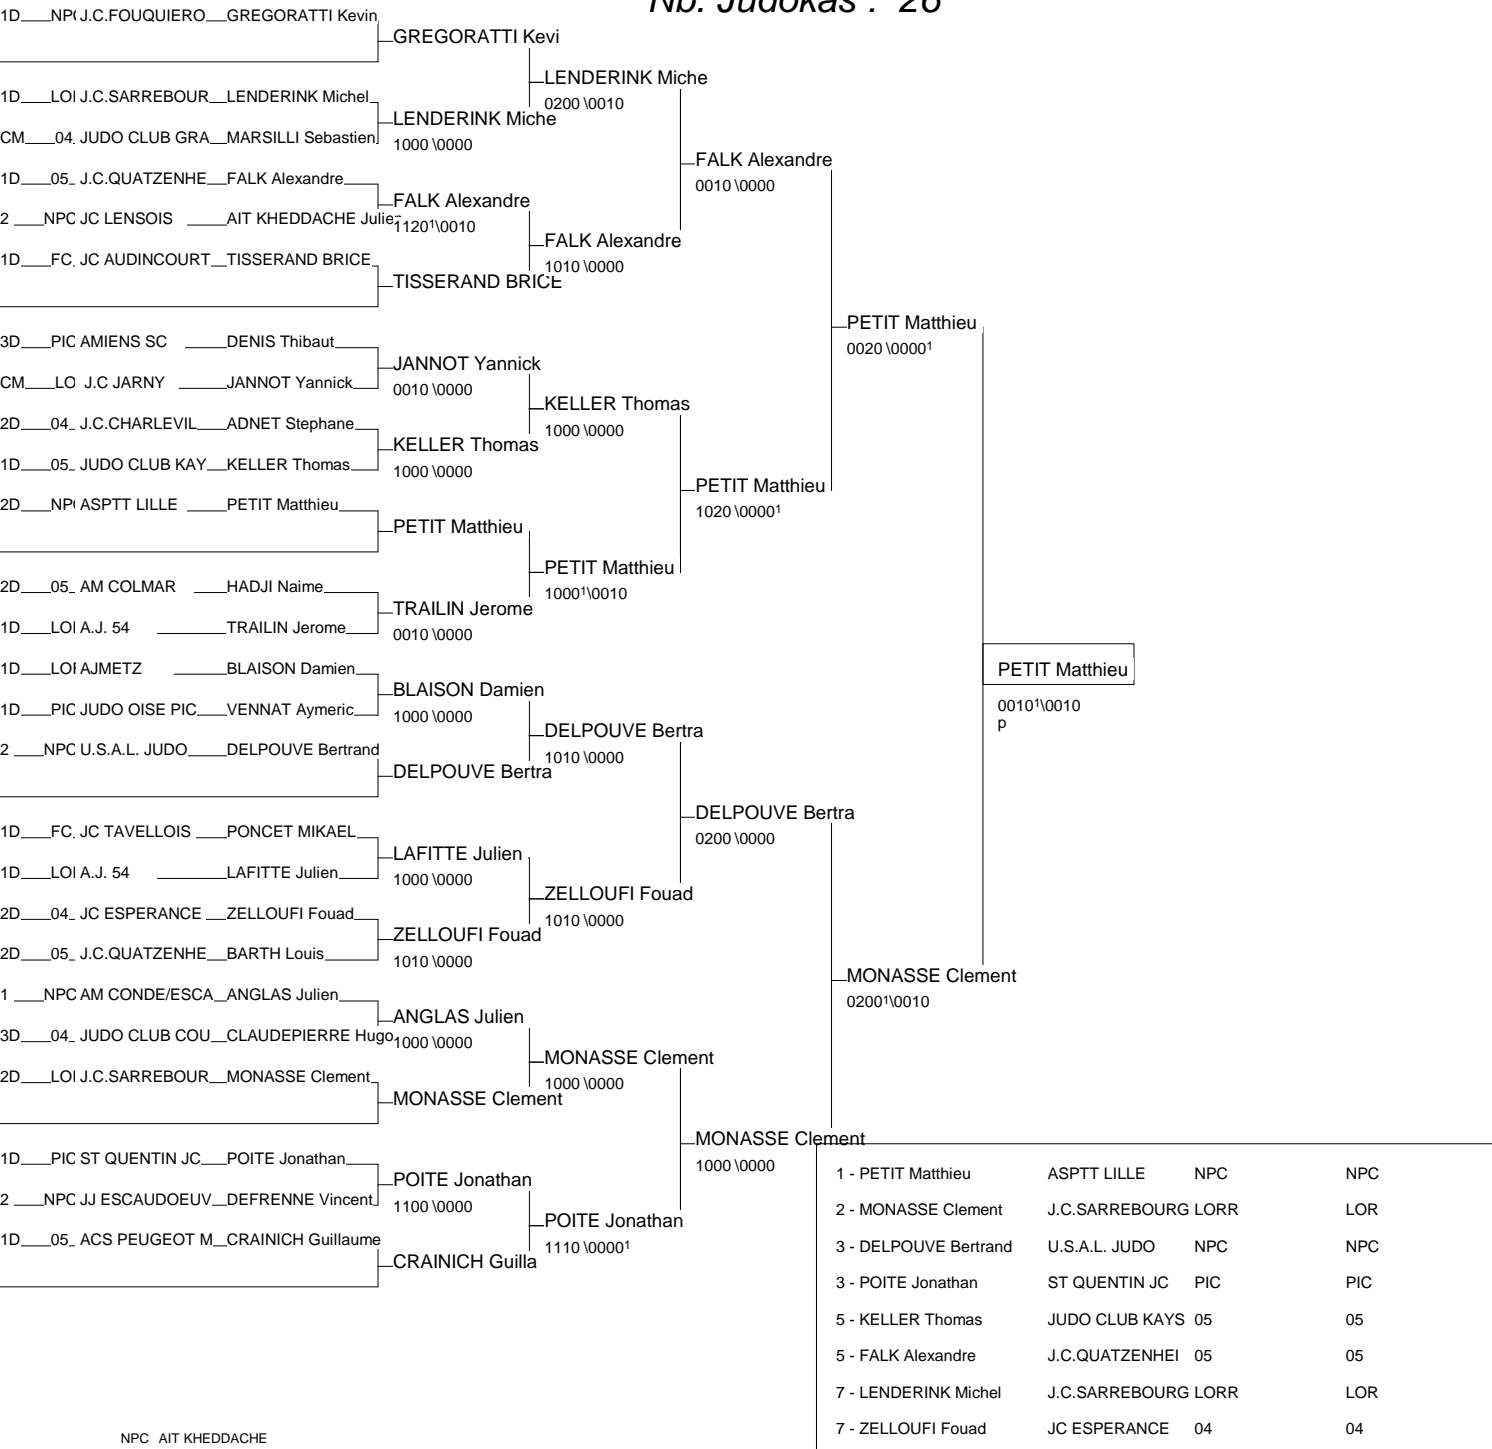 Nb. Judokas : 26
1D NPC J.C.FOUQUIERO GREGORATTI Kevin
GREGORATTI Kevi
LENDERINK Miche
0200 \0010
1D LOI J.C.SARREBOUR LENDERINK Michel
LENDERINK Miche
1000 \0000
CM 04 JUDO CLUB GRA MARSILLI Sebastien
FALK Alexandre
0010 \0000
1D 05 J.C.QUATZENHE FALK Alexandre
FALK Alexandre
1120¹\0010
2 NPC JC LENSOIS AIT KHEDDACHE Julie
FALK Alexandre
1010 \0000
1D FC JC AUDINCOURT TISSERAND BRICE
TISSERAND BRICE
PETIT Matthieu
0020 \0000¹
3D PIC AMIENS SC DENIS Thibaut
JANNOT Yannick
0010 \0000
CM LO J.C JARNY JANNOT Yannick
KELLER Thomas
1000 \0000
2D 04 J.C.CHARLEVIL ADNET Stephane
KELLER Thomas
1000 \0000
1D 05 JUDO CLUB KAY KELLER Thomas
PETIT Matthieu
1020 \0000¹
2D NP( ASPTT LILLE PETIT Matthieu
PETIT Matthieu
PETIT Matthieu
1000¹\0010
2D 05 AM COLMAR HADJI Naime
TRAILIN Jerome
0010 \0000
1D LOI A.J. 54 TRAILIN Jerome
PETIT Matthieu
0010¹\0010
p
1D LOI AJMETZ BLAISON Damien
BLAISON Damien
1000 \0000
1D PIC JUDO OISE PIC VENNAT Aymeric
DELPOUVE Bertra
1010 \0000
2 NPC U.S.A.L. JUDO DELPOUVE Bertrand
DELPOUVE Bertra
DELPOUVE Bertra
0200 \0000
1D FC JC TAVELLOIS PONCET MIKAEL
LAFITTE Julien
1000 \0000
1D LOI A.J. 54 LAFITTE Julien
ZELLOUFI Fouad
1010 \0000
2D 04 JC ESPERANCE ZELLOUFI Fouad
ZELLOUFI Fouad
1010 \0000
2D 05 J.C.QUATZENHE BARTH Louis
MONASSE Clement
0200¹\0010
1 NPC AM CONDE/ESCA ANGLAS Julien
ANGLAS Julien
1000 \0000
3D 04 JUDO CLUB COU CLAUDEPIERRE Hugo
MONASSE Clement
1000 \0000
2D LOI J.C.SARREBOUR MONASSE Clement
MONASSE Clement
MONASSE Clement
1000 \0000
1D PIC ST QUENTIN JC POITE Jonathan
POITE Jonathan
1100 \0000
2 NPC JJ ESCAUDOEUV DEFRENNE Vincent
POITE Jonathan
1110 \0000¹
1D 05 ACS PEUGEOT M CRAINICH Guillaume
CRAINICH Guilla
1 - PETIT Matthieu ASPTT LILLE NPC NPC
2 - MONASSE Clement J.C.SARREBOURG LORR LOR
3 - DELPOUVE Bertrand U.S.A.L. JUDO NPC NPC
3 - POITE Jonathan ST QUENTIN JC PIC PIC
5 - KELLER Thomas JUDO CLUB KAYS 05 05
5 - FALK Alexandre J.C.QUATZENHEI 05 05
7 - LENDERINK Michel J.C.SARREBOURG LORR LOR
7 - ZELLOUFI Fouad JC ESPERANCE 04 04
NPC AIT KHEDDACHE